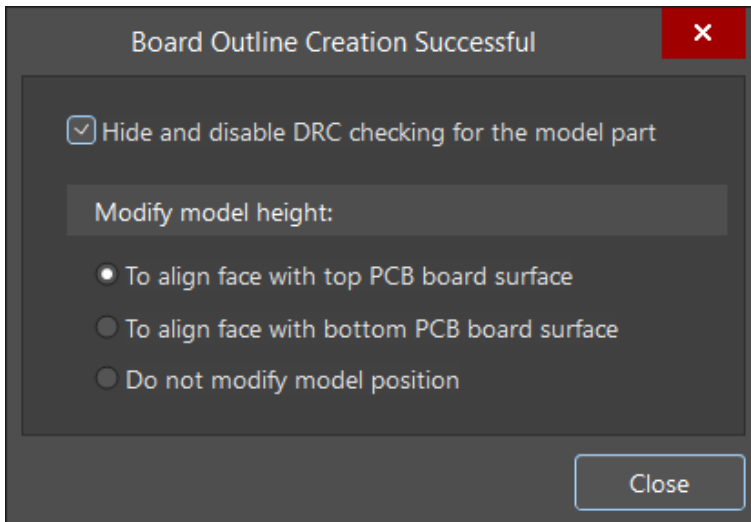 Board Outline Creation Successful
Hide and disable DRC checking for the model part
Modify model height:
To align face with top PCB board surface
To align face with bottom PCB board surface
Do not modify model position
Close